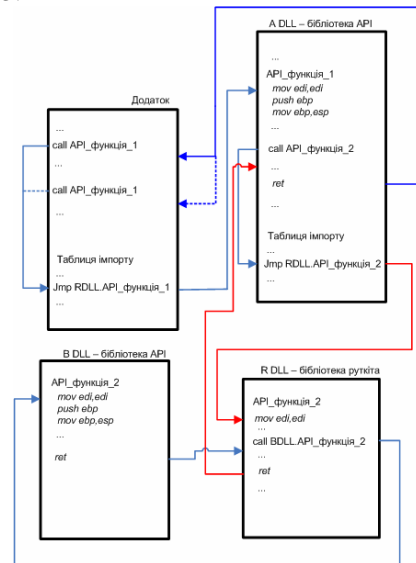 A DLL – бібліотека API
...
API_функція_1
mov edi,edi
push ebp
mov ebp,esp
...
call API_функція_2
...
ret
...
Таблиця імпорту
...
Jmp RDLL.API_функція_2
...
Додаток
...
call API_функція_1
...
call API_функція_1
...
Таблиця імпорту
...
Jmp RDLL.API_функція_1
...
B DLL – бібліотека API
API_функція_2
mov edi,edi
push ebp
mov ebp,esp
...
ret
R DLL – бібліотека руткіта
API_функція_2
mov edi,edi
...
call BDLL.API_функція_2
...
ret
...